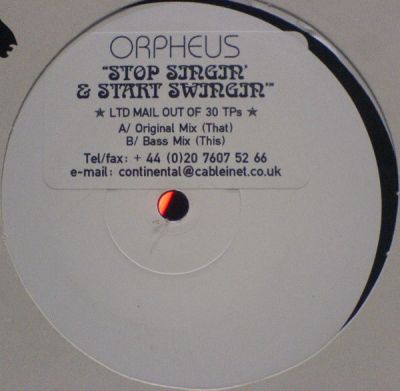 ORPHEUS
"STOP SINGIN'
& START SWINGIN'"
★ LTD MAIL OUT OF 30 TPs ★
A/ Original Mix (That)
B/ Bass Mix (This)
Tel/fax: + 44 (0)20 7607 52 66
e-mail: continental@cableinet.co.uk